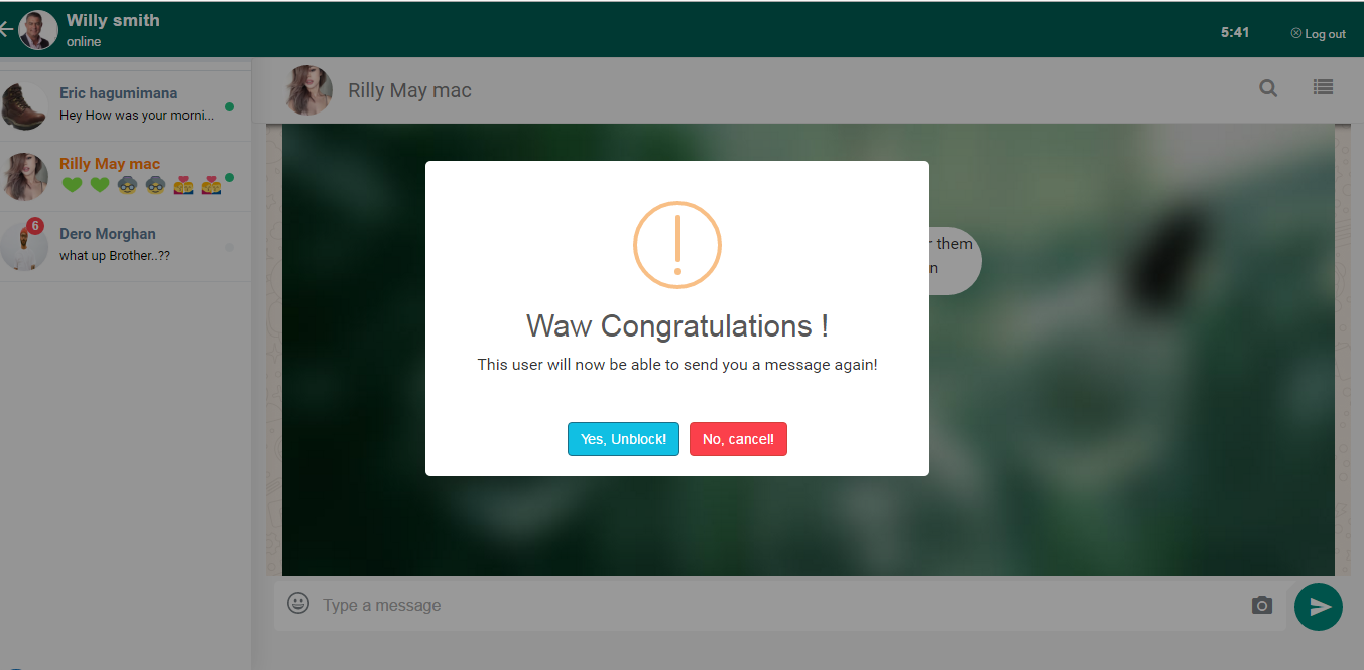 Willy smith
online
5:41
Log out
Eric hagumimana
Hey How was your morni...
Rilly May mac
6
Dero Morghan
what up Brother..??
Rilly May mac
them
Waw Congratulations !
This user will now be able to send you a message again!
Yes, Unblock!
No, cancel!
Type a message